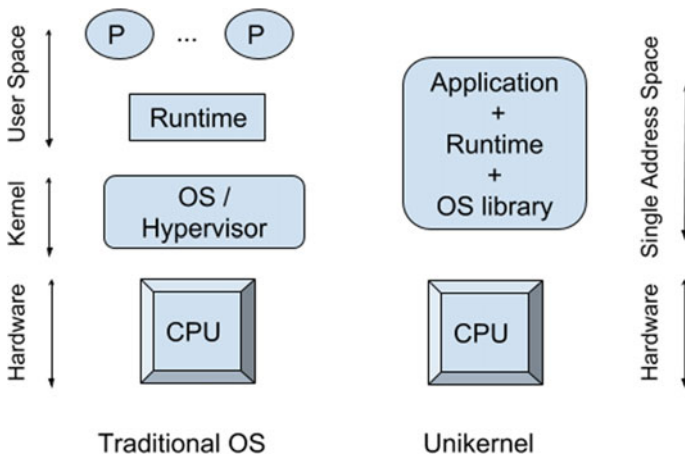 User Space
P ... P
Runtime
Kernel
OS /
Hypervisor
Hardware
CPU
Traditional OS
Application
+
Runtime
+
OS library
Single Address Space
CPU
Hardware
Unikernel